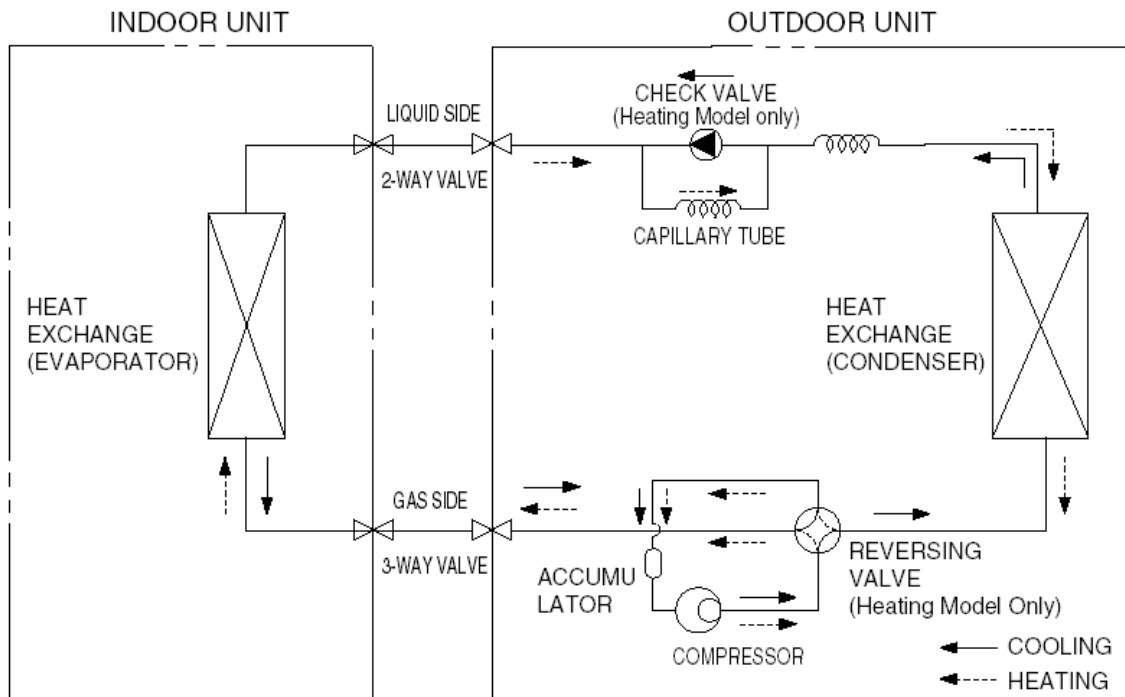 INDOOR UNIT
OUTDOOR UNIT
CHECK VALVE
(Heating Model only)
LIQUID SIDE
2-WAY VALVE
CAPILLARY TUBE
HEAT
EXCHANGE
(EVAPORATOR)
HEAT
EXCHANGE
(CONDENSER)
GAS SIDE
3-WAY VALVE
ACCUMU
LATOR
REVERSING
VALVE
(Heating Model Only)
COMPRESSOR
COOLING
HEATING